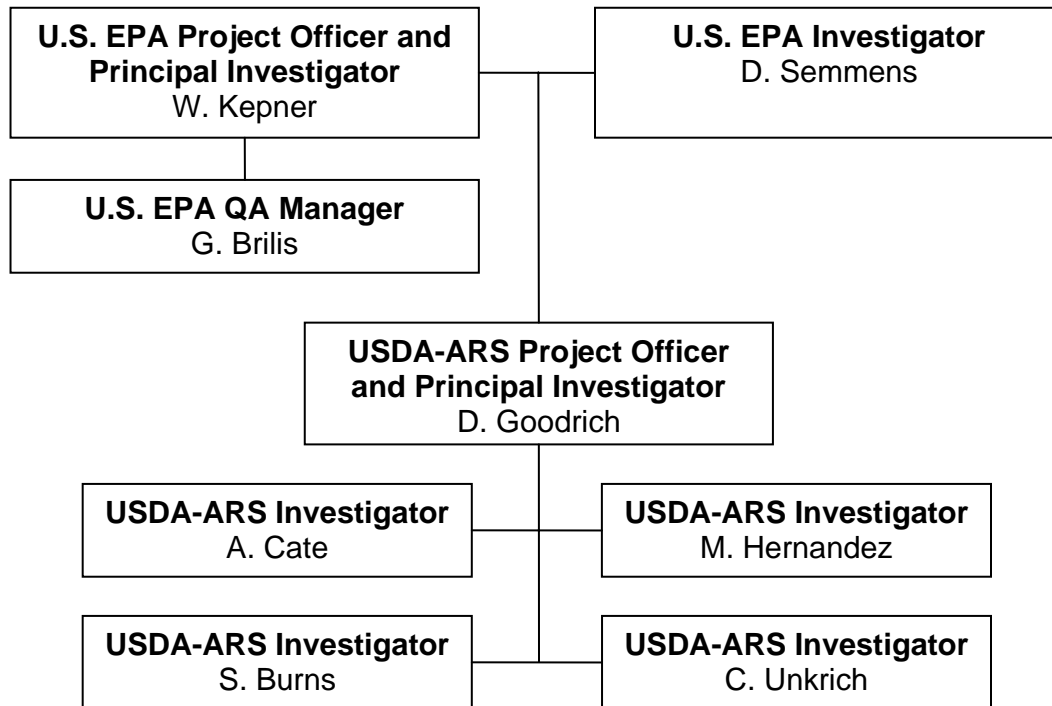 U.S. EPA Project Officer and
Principal Investigator
W. Kepner
U.S. EPA Investigator
D. Semmens
U.S. EPA QA Manager
G. Brilis
USDA-ARS Project Officer
and Principal Investigator
D. Goodrich
USDA-ARS Investigator
A. Cate
USDA-ARS Investigator
M. Hernandez
USDA-ARS Investigator
S. Burns
USDA-ARS Investigator
C. Unkrich